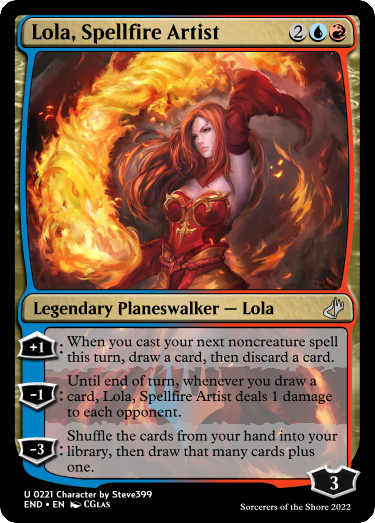 Lola, Spellfire Artist 2
Legendary Planeswalker — Lola
+1: When you cast your next noncreature spell
this turn, draw a card, then discard a card.
-1: Until end of turn, whenever you draw a
card, Lola, Spellfire Artist deals 1 damage
to each opponent.
-3: Shuffle the cards from your hand into your
library, then draw that many cards plus
one.
3
U 0221 Character by Steve399
END • EN CGlas
Sorcerers of the Shore 2022